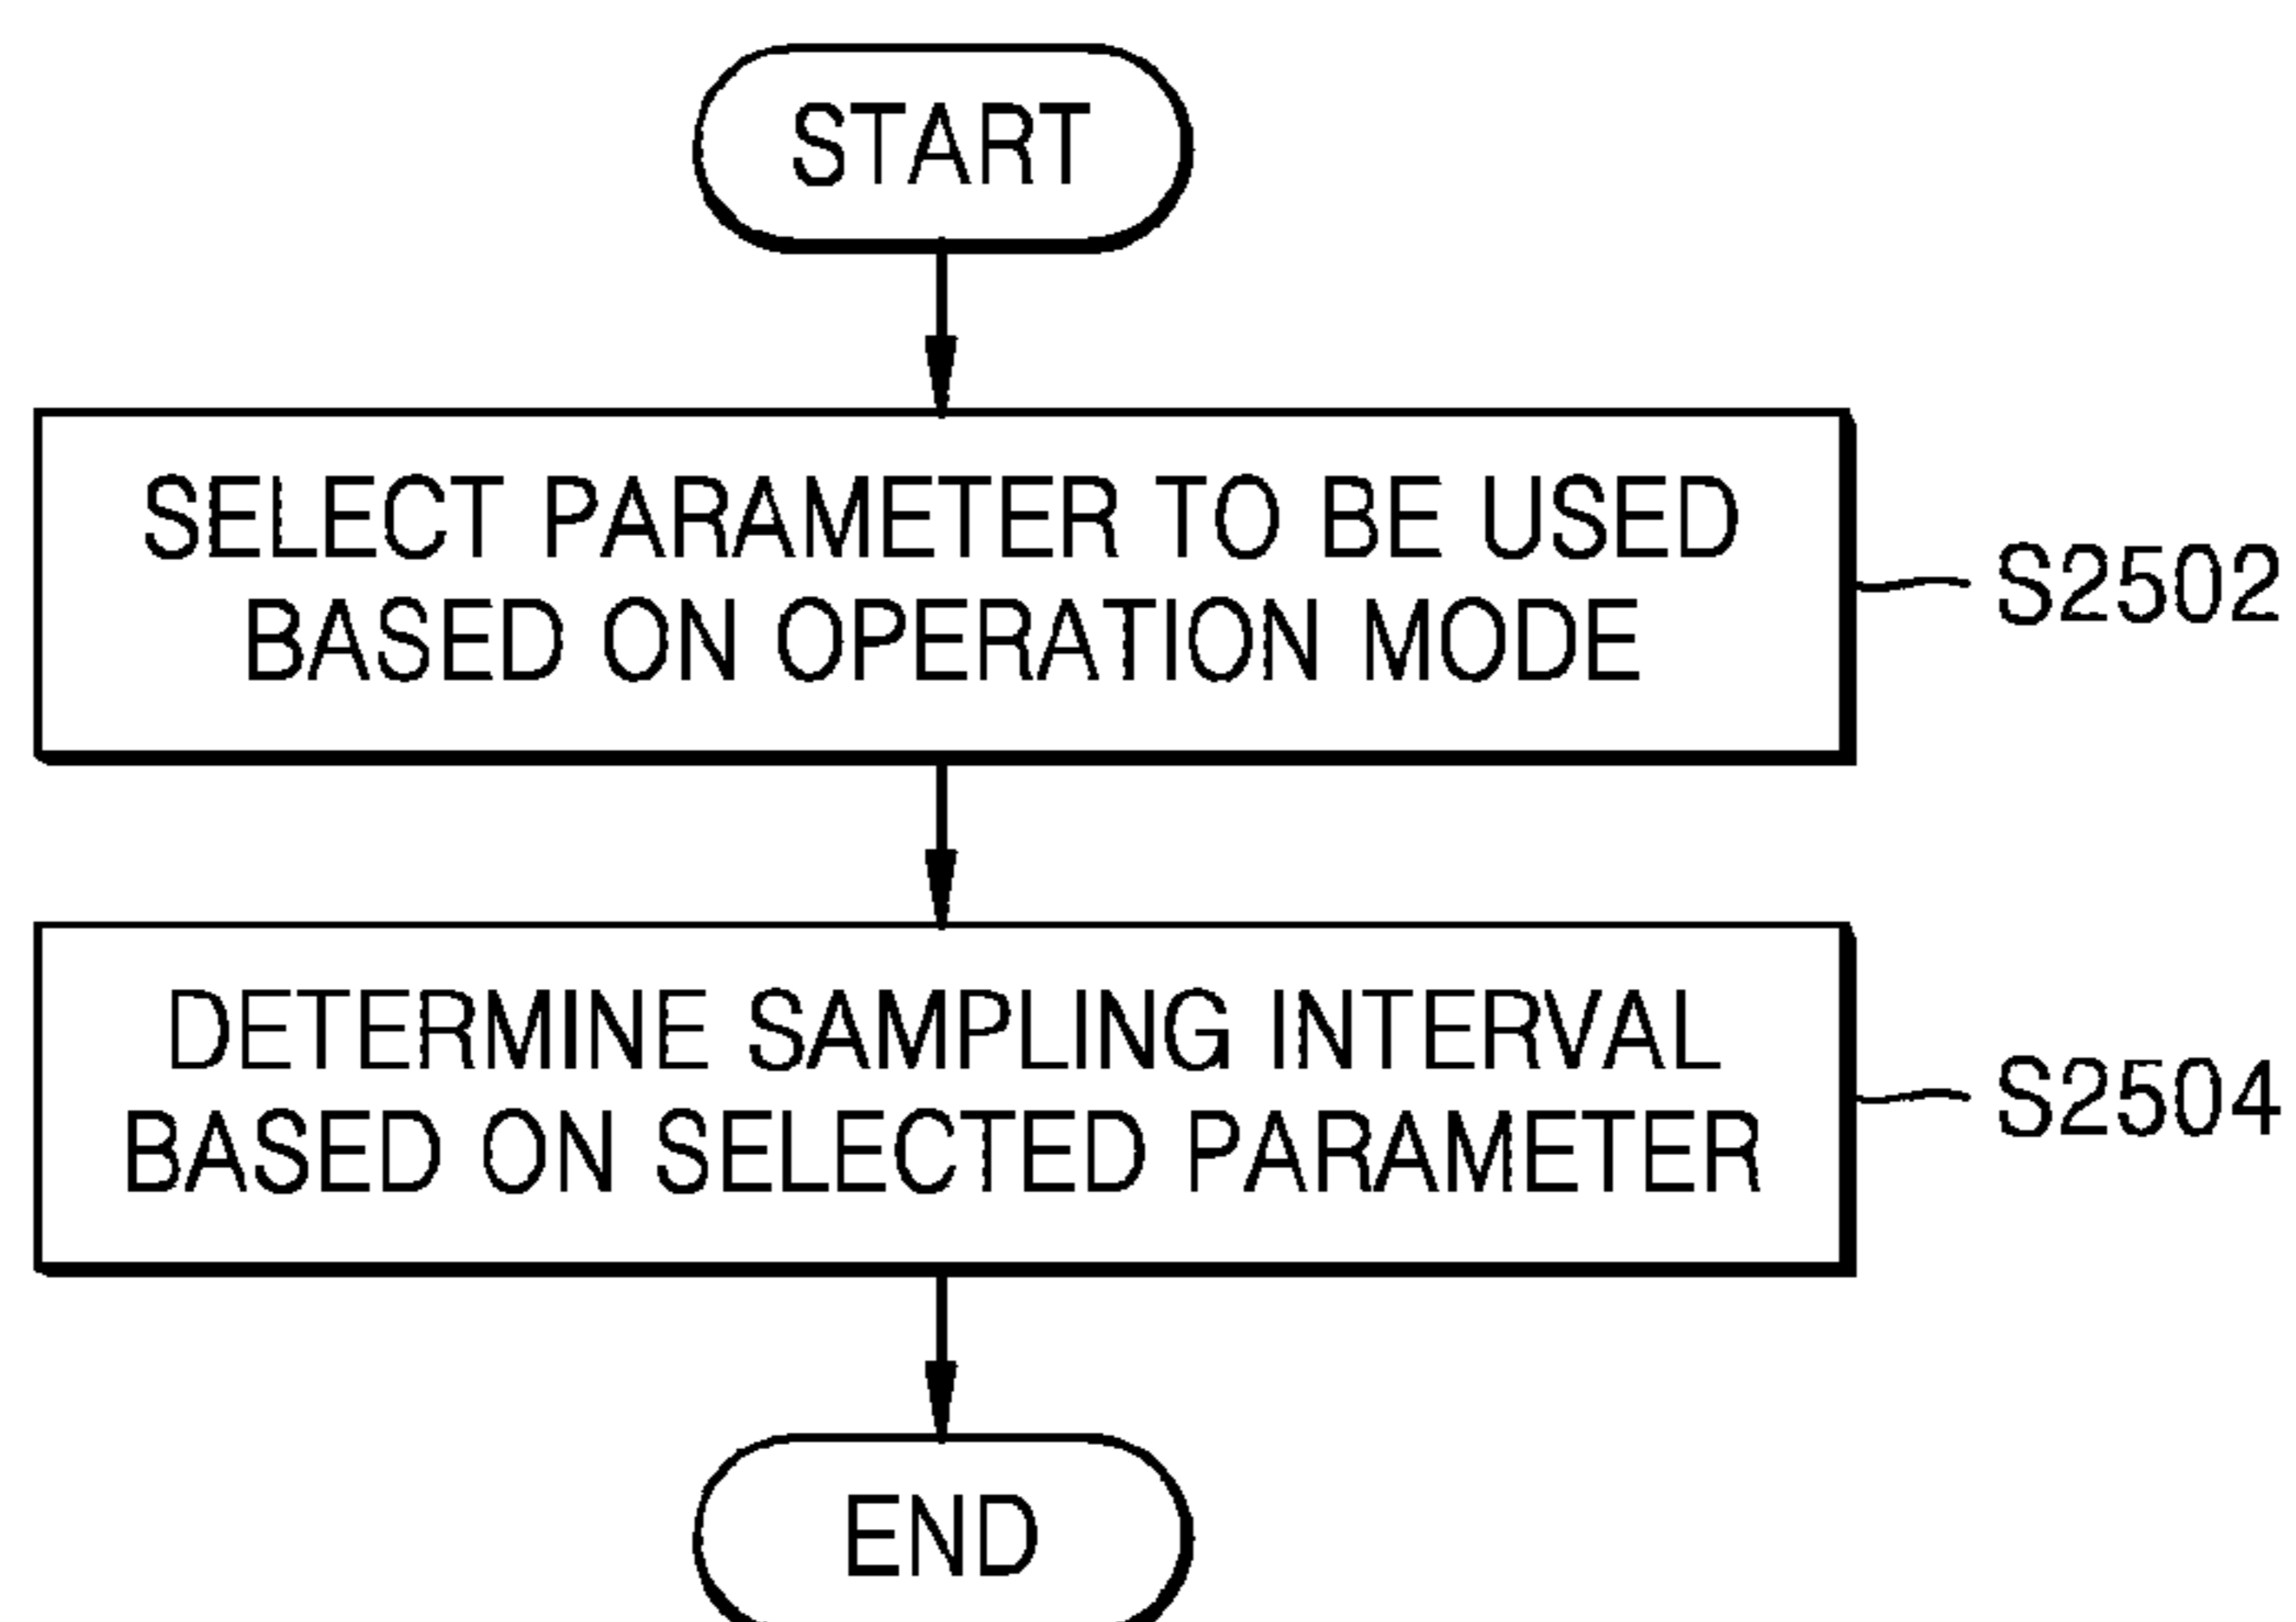 START
SELECT PARAMETER TO BE USED
BASED ON OPERATION MODE
S2502
DETERMINE SAMPLING INTERVAL
BASED ON SELECTED PARAMETER
S2504
END